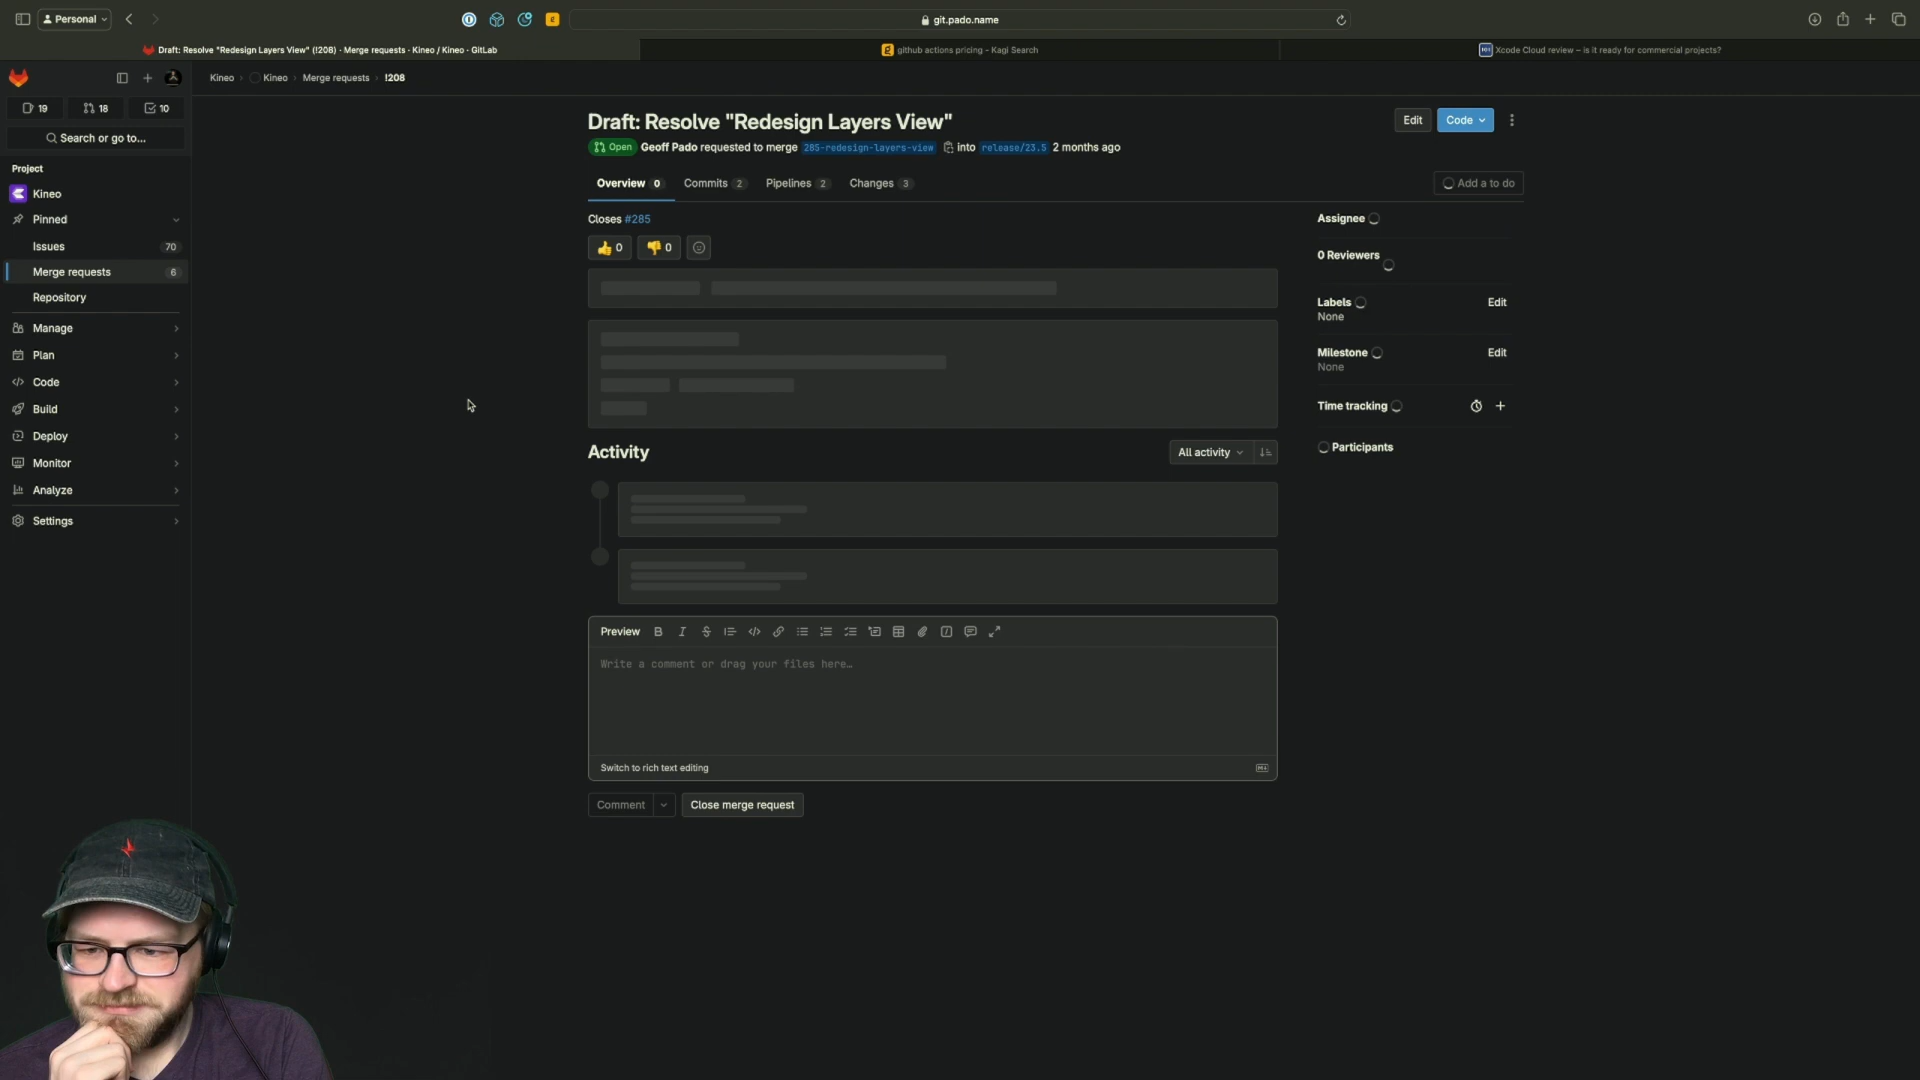 Personal
git.pado.name
Draft: Resolve "Redesign Layers View" (!208) · Merge requests · Kineo / Kineo · GitLab
github actions pricing - Kagi Search
Xcode Cloud review – is it ready for commercial projects?
Kineo
Kineo
Merge requests
!208
19
18
10
Search or go to...
Project
Kineo
Pinned
Issues
70
Merge requests
6
Repository
Manage
Plan
Code
Build
Deploy
Monitor
Analyze
Settings
Draft: Resolve "Redesign Layers View"
Edit
Code
Open Geoff Pado requested to merge 285-redesign-layers-view into release/23.5 2 months ago
Overview 0
Commits 2
Pipelines 2
Changes 3
Add a to do
Closes #285
0
0
Assignee
0 Reviewers
Labels
Edit
None
Milestone
Edit
None
Time tracking
Participants
Activity
All activity
Preview
Write a comment or drag your files here…
Switch to rich text editing
Comment
Close merge request